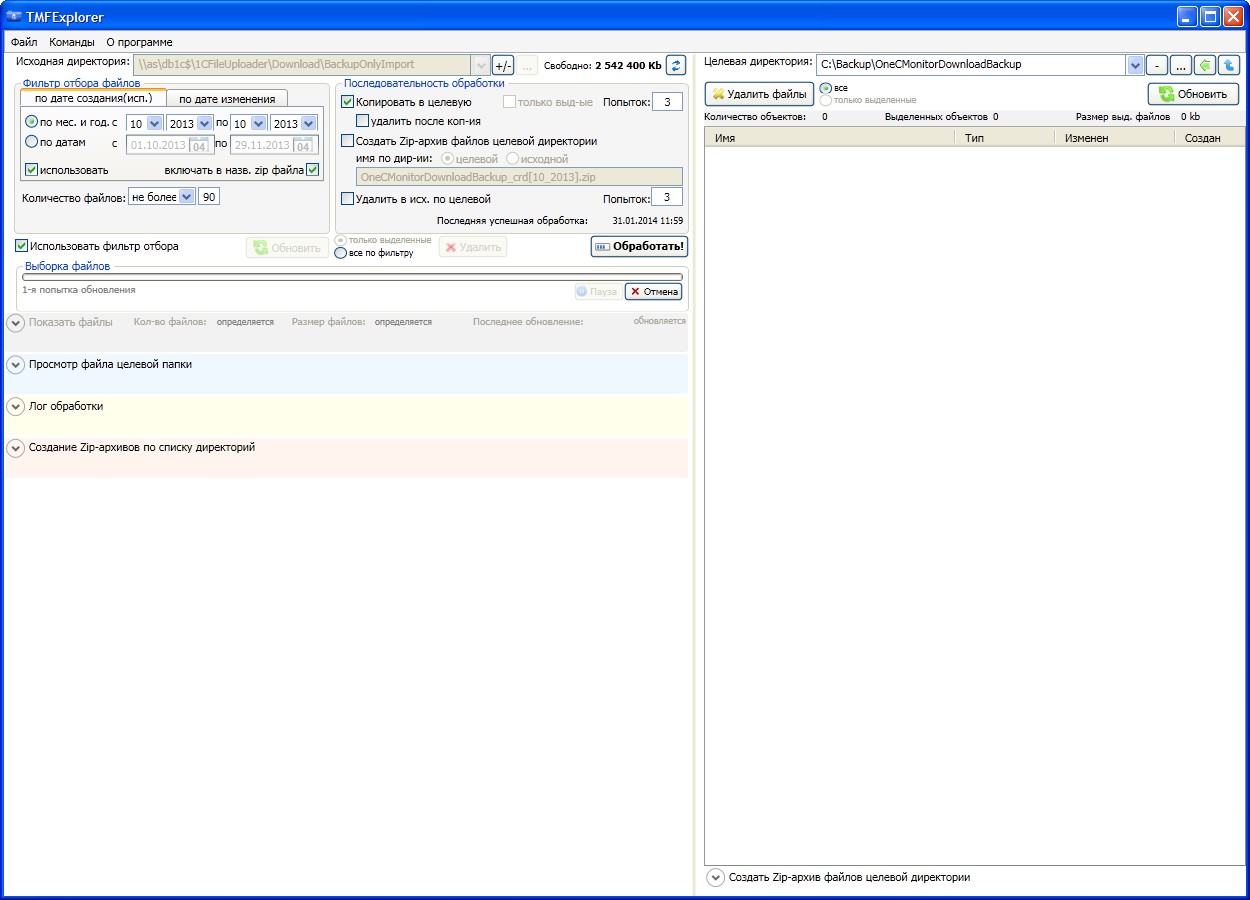 TMFExplorer
Файл Команды О программе
Исходная директория: \\as\db1c$\1CFileUploader\Download\BackupOnlyImport +/- ... Свободно: 2 542 400 Kb
Фильтр отбора файлов
по дате создания(исп.) по дате изменения
по мес. и год. с 10 2013 по 10 2013
по датам с 01.10.2013 04 по 29.11.2013 04
использовать включать в назв. zip файла
Количество файлов: не более 90
Последовательность обработки
Копировать в целевую только выд-ые Попыток: 3
удалить после коп-ия
Создать Zip-архив файлов целевой директории
имя по дир-ии: целевой исходной
OneCMonitorDownloadBackup_crd[10_2013].zip
Удалить в исх. по целевой Попыток: 3
Последняя успешная обработка: 31.01.2014 11:59
Использовать фильтр отбора Обновить
только выделенные
все по фильтру
Удалить
Обработать!
Выборка файлов
1-я попытка обновления Пауза Отмена
Показать файлы Кол-во файлов: определяется Размер файлов: определяется Последнее обновление: обновляется
Просмотр файла целевой папки
Лог обработки
Создание Zip-архивов по списку директорий
Целевая директория: C:\Backup\OneCMonitorDownloadBackup - ...
Удалить файлы
все
только выделенные
Обновить
Количество объектов: 0 Выделенных объектов 0 Размер выд. файлов 0 kb
Имя Тип Изменен Создан
Создать Zip-архив файлов целевой директории